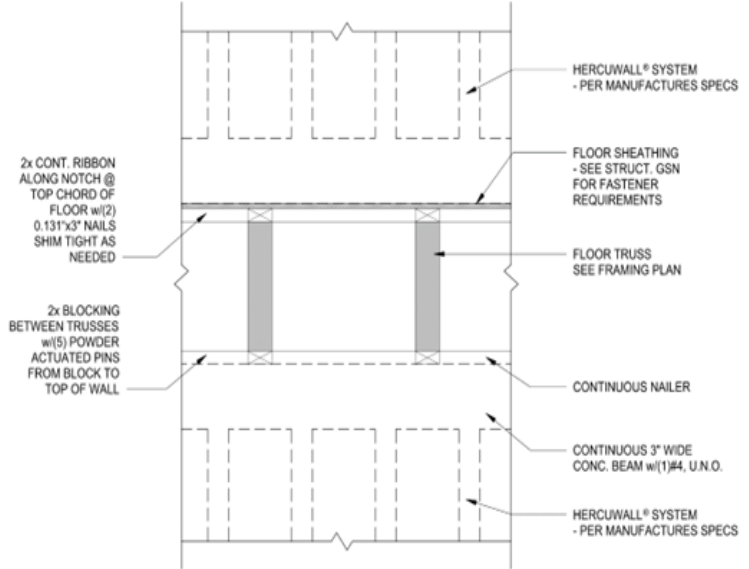 HERCUWALL® SYSTEM
- PER MANUFACTURES SPECS
2x CONT. RIBBON
ALONG NOTCH @
TOP CHORD OF
FLOOR w/(2)
0.131"x3" NAILS
SHIM TIGHT AS
NEEDED
FLOOR SHEATHING
- SEE STRUCT. GSN
FOR FASTENER
REQUIREMENTS
FLOOR TRUSS
SEE FRAMING PLAN
2x BLOCKING
BETWEEN TRUSSES
w/(5) POWDER
ACTUATED PINS
FROM BLOCK TO
TOP OF WALL
CONTINUOUS NAILER
CONTINUOUS 3" WIDE
CONC. BEAM w/(1)#4, U.N.O.
HERCUWALL® SYSTEM
- PER MANUFACTURES SPECS